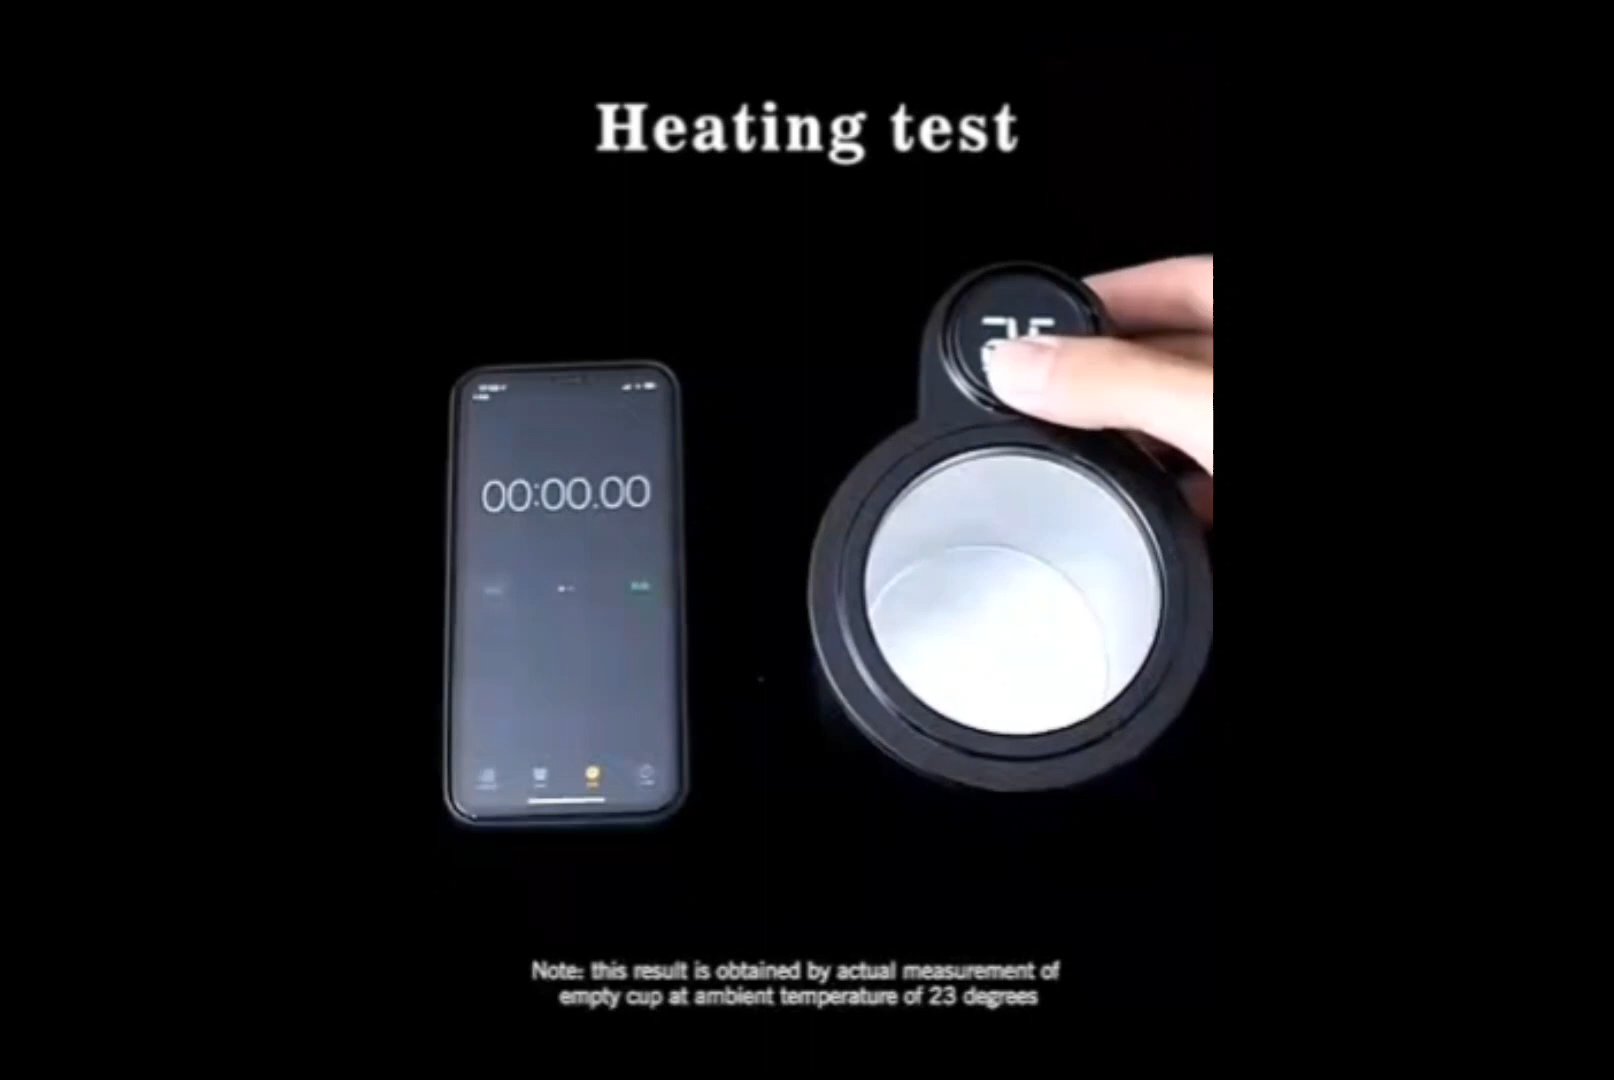 Heating test
00:00.00
Note: this result is obtained by actual measurement of
empty cup at ambient temperature of 23 degrees